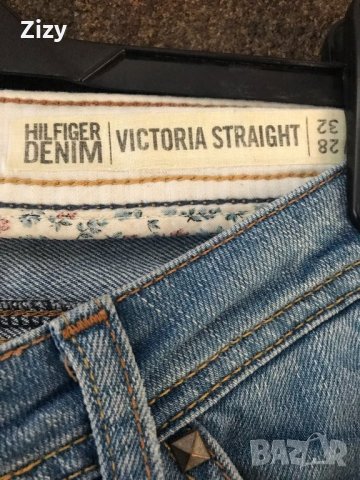 Zizy
HILFIGER DENIM
VICTORIA STRAIGHT
28
32
BAZAR